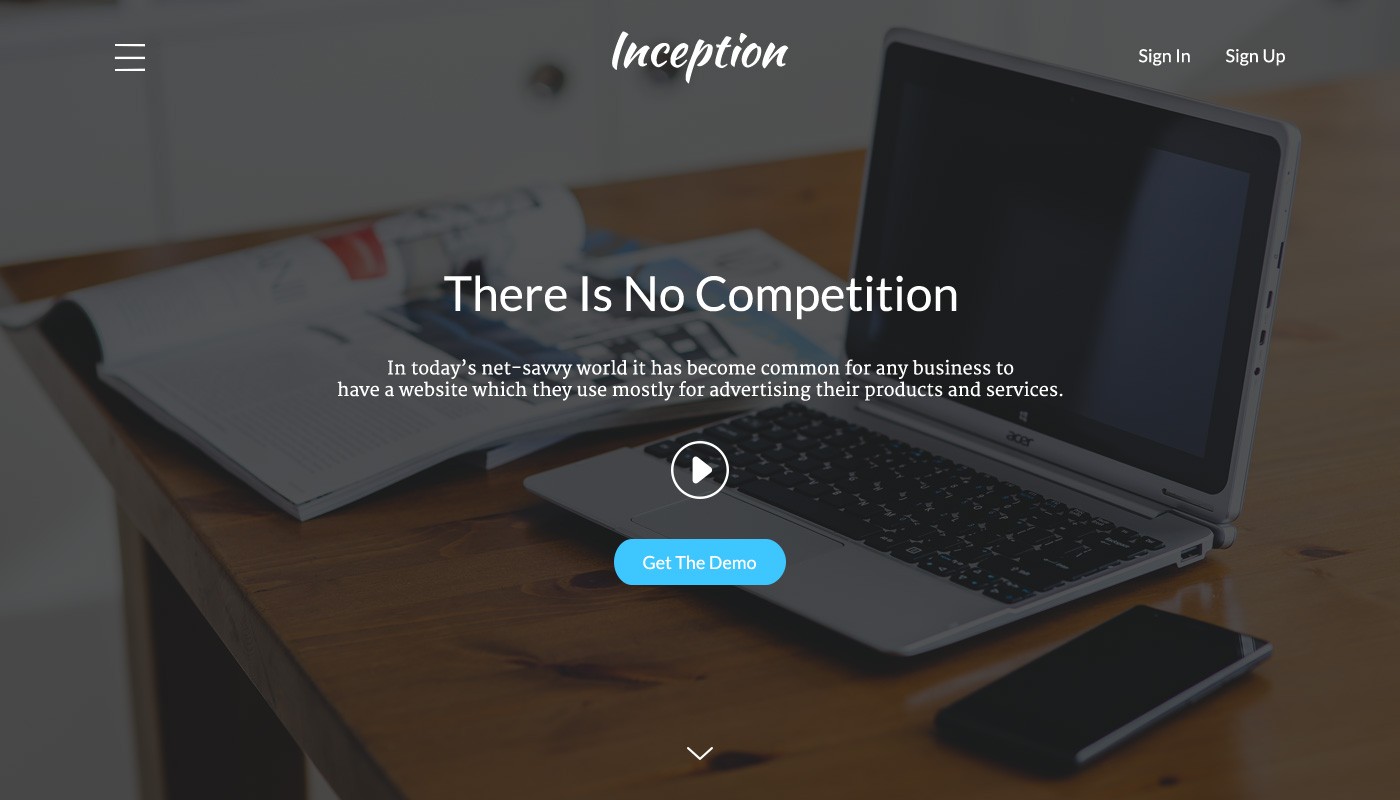 Inception
Sign In
Sign Up
There Is No Competition
In today’s net-savvy world it has become common for any business to
have a website which they use mostly for advertising their products and services.
acer
Get The Demo